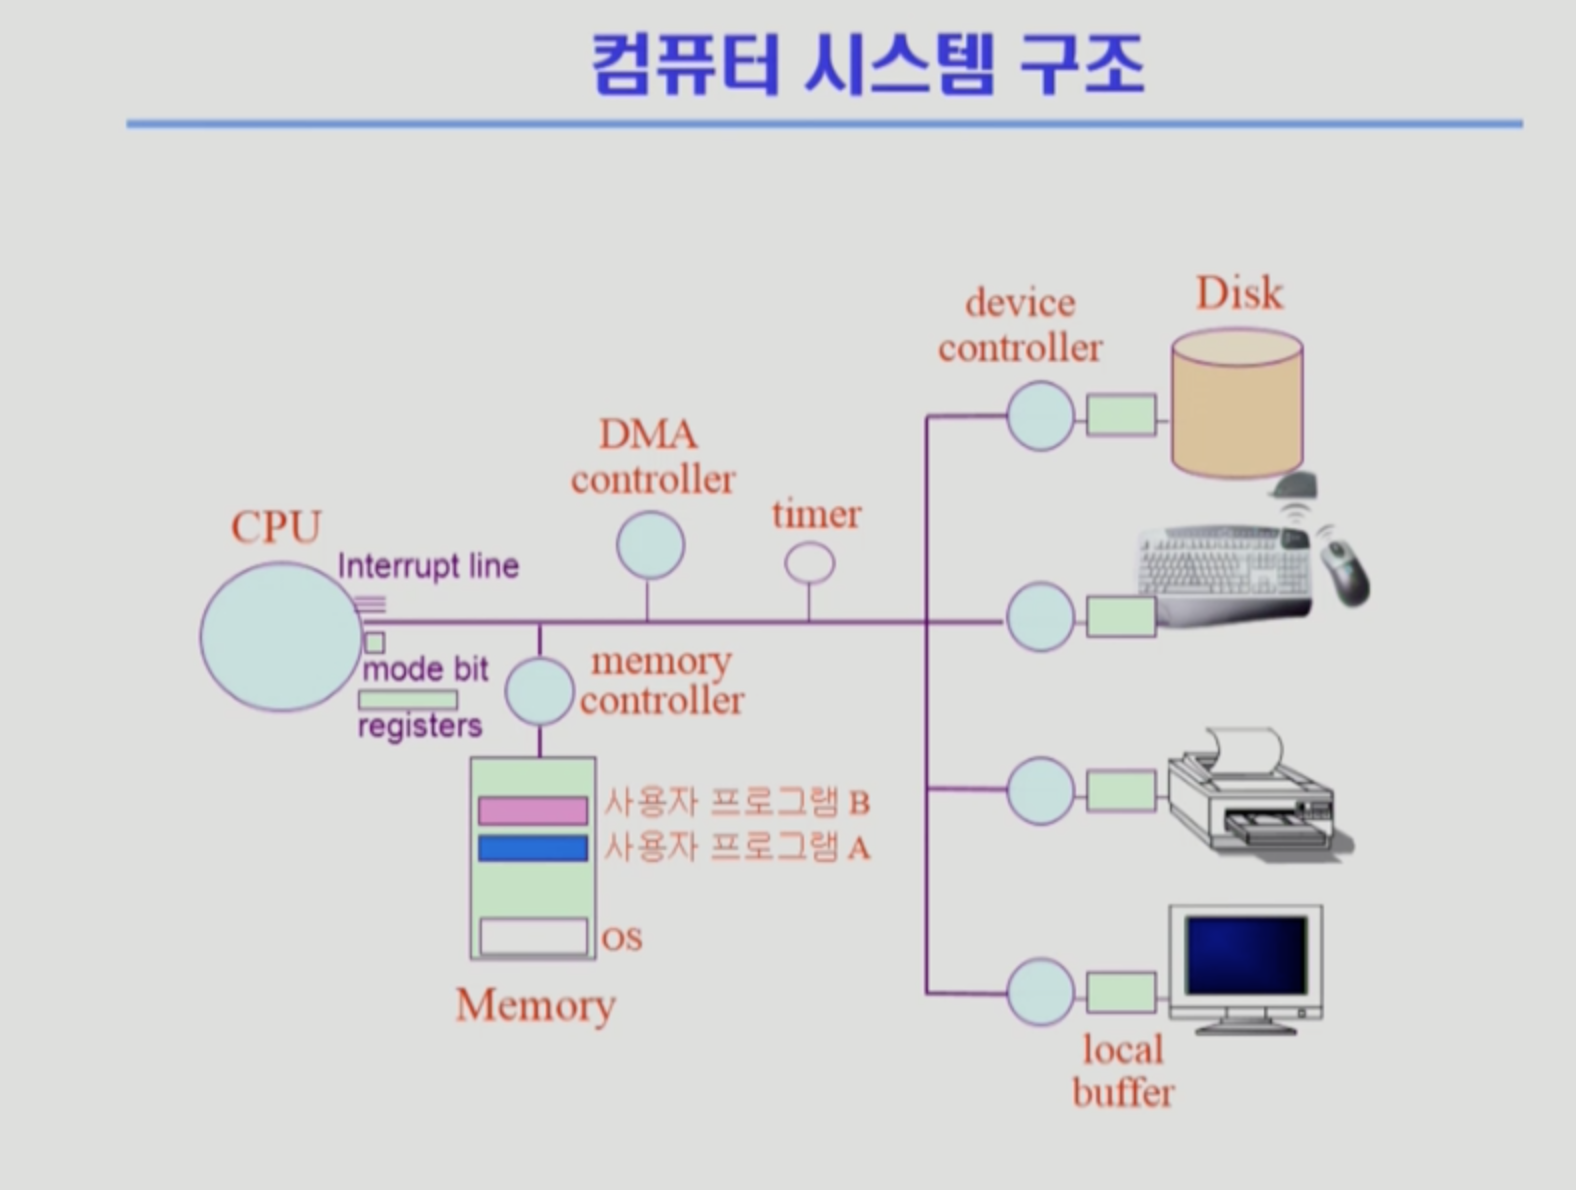 컴퓨터 시스템 구조
Disk
device
controller
DMA
controller
timer
CPU
Interrupt line
mode bit
registers
memory
controller
사용자 프로그램 B
사용자 프로그램 A
OS
Memory
local
buffer